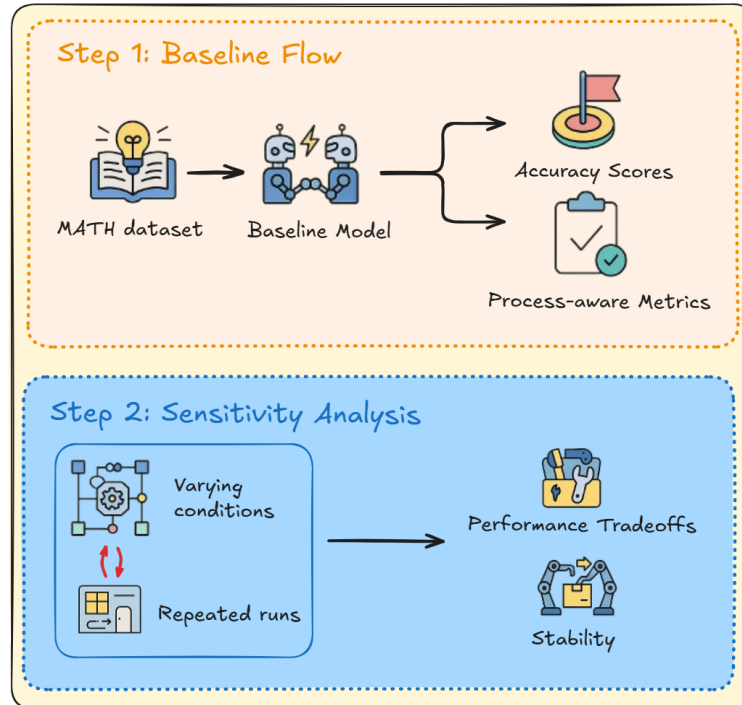 Step 1: Baseline Flow
MATH dataset
Baseline Model
Accuracy Scores
Process-aware Metrics
Step 2: Sensitivity Analysis
Varying
conditions
Repeated runs
Performance Tradeoffs
Stability